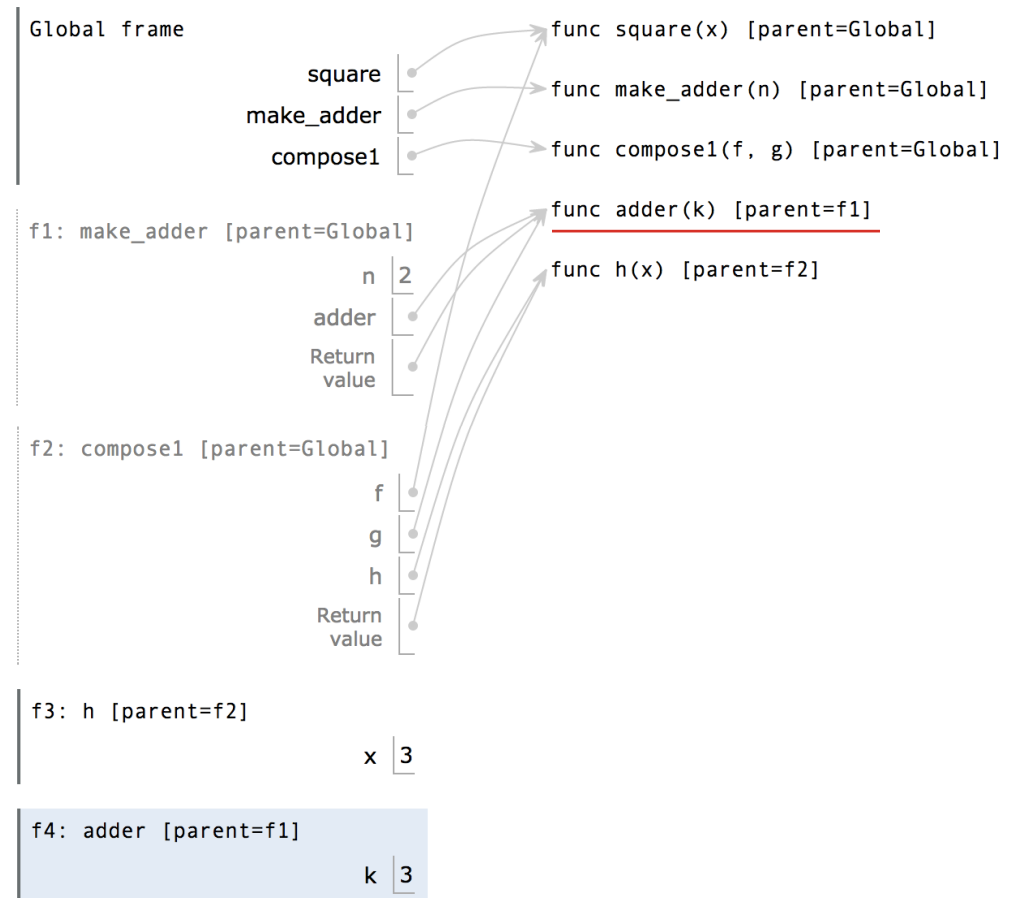 Global frame
square
make_adder
compose1
func square(x) [parent=Global]
func make_adder(n) [parent=Global]
func compose1(f, g) [parent=Global]
func adder(k) [parent=f1]
func h(x) [parent=f2]
f1: make_adder [parent=Global]
n 2
adder
Return
value
f2: compose1 [parent=Global]
f
g
h
Return
value
f3: h [parent=f2]
x 3
f4: adder [parent=f1]
k 3